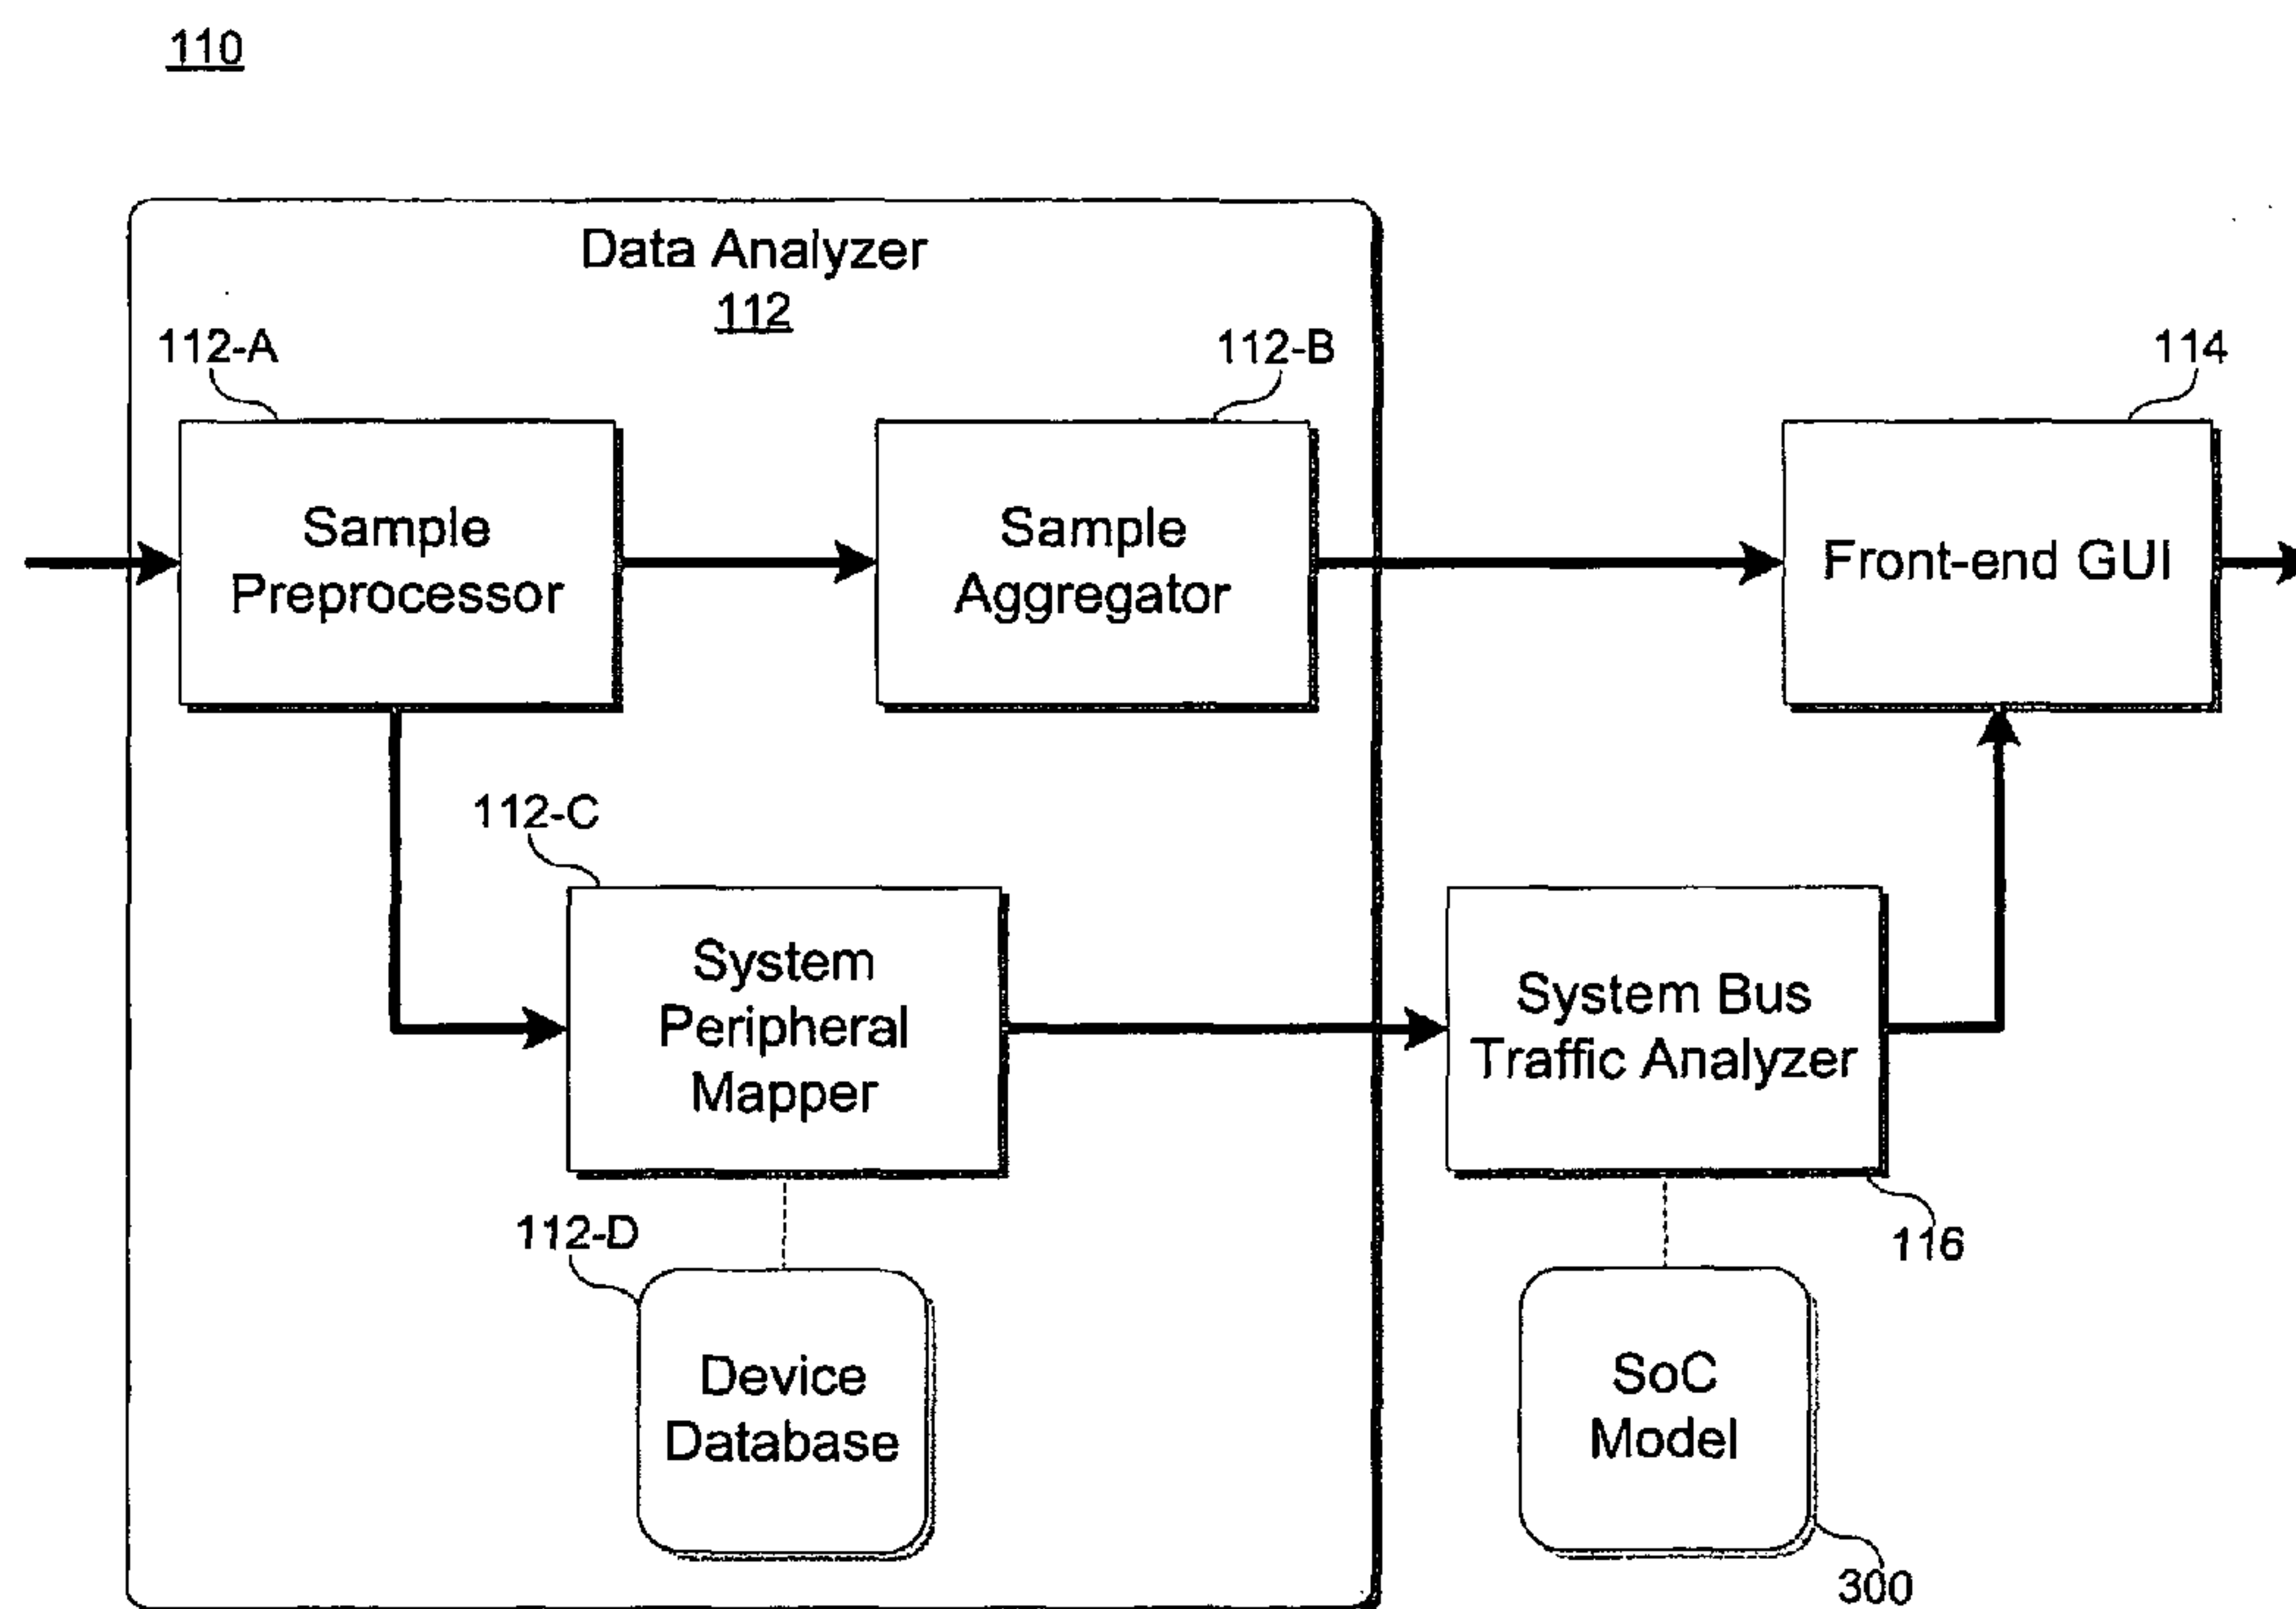 110
Data Analyzer
112
112-A
112-B
114
Sample
Preprocessor
Sample
Aggregator
Front-end GUI
112-C
System
Peripheral
Mapper
System Bus
Traffic Analyzer
112-D
116
Device
Database
SoC
Model
300